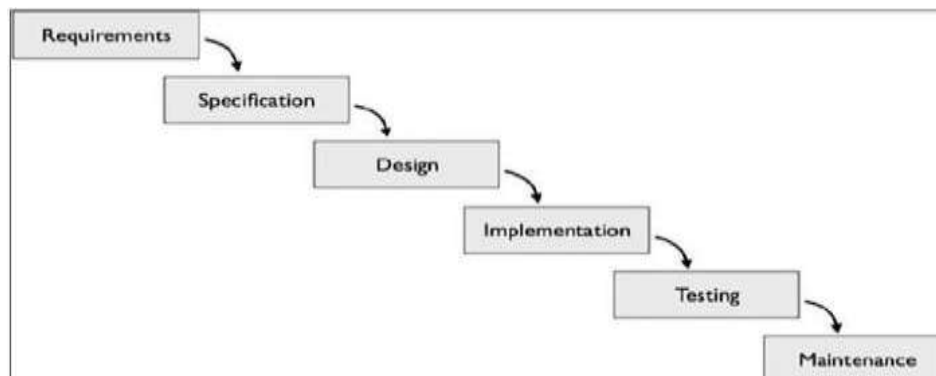 Requirements
Specification
Design
Implementation
Testing
Maintenance